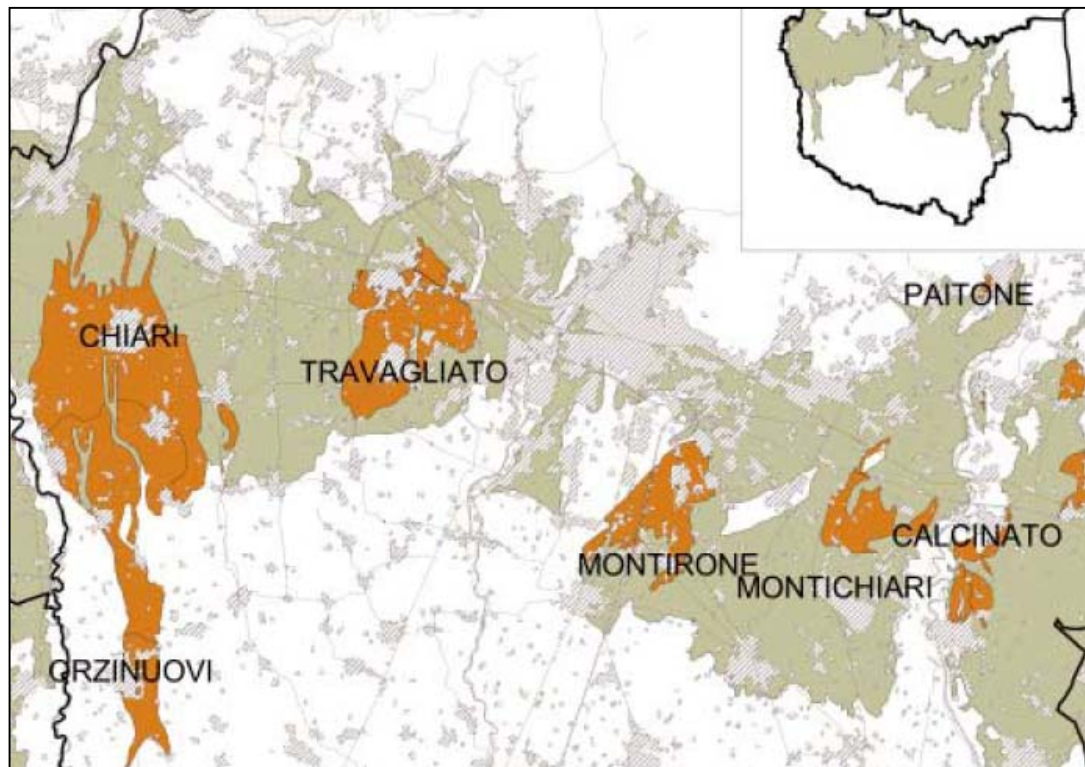 PAITONE
CHIARI
TRAVAGLIATO
CALCINATO
MONTIRONE
MONTICHIARI
ORZINUOVI